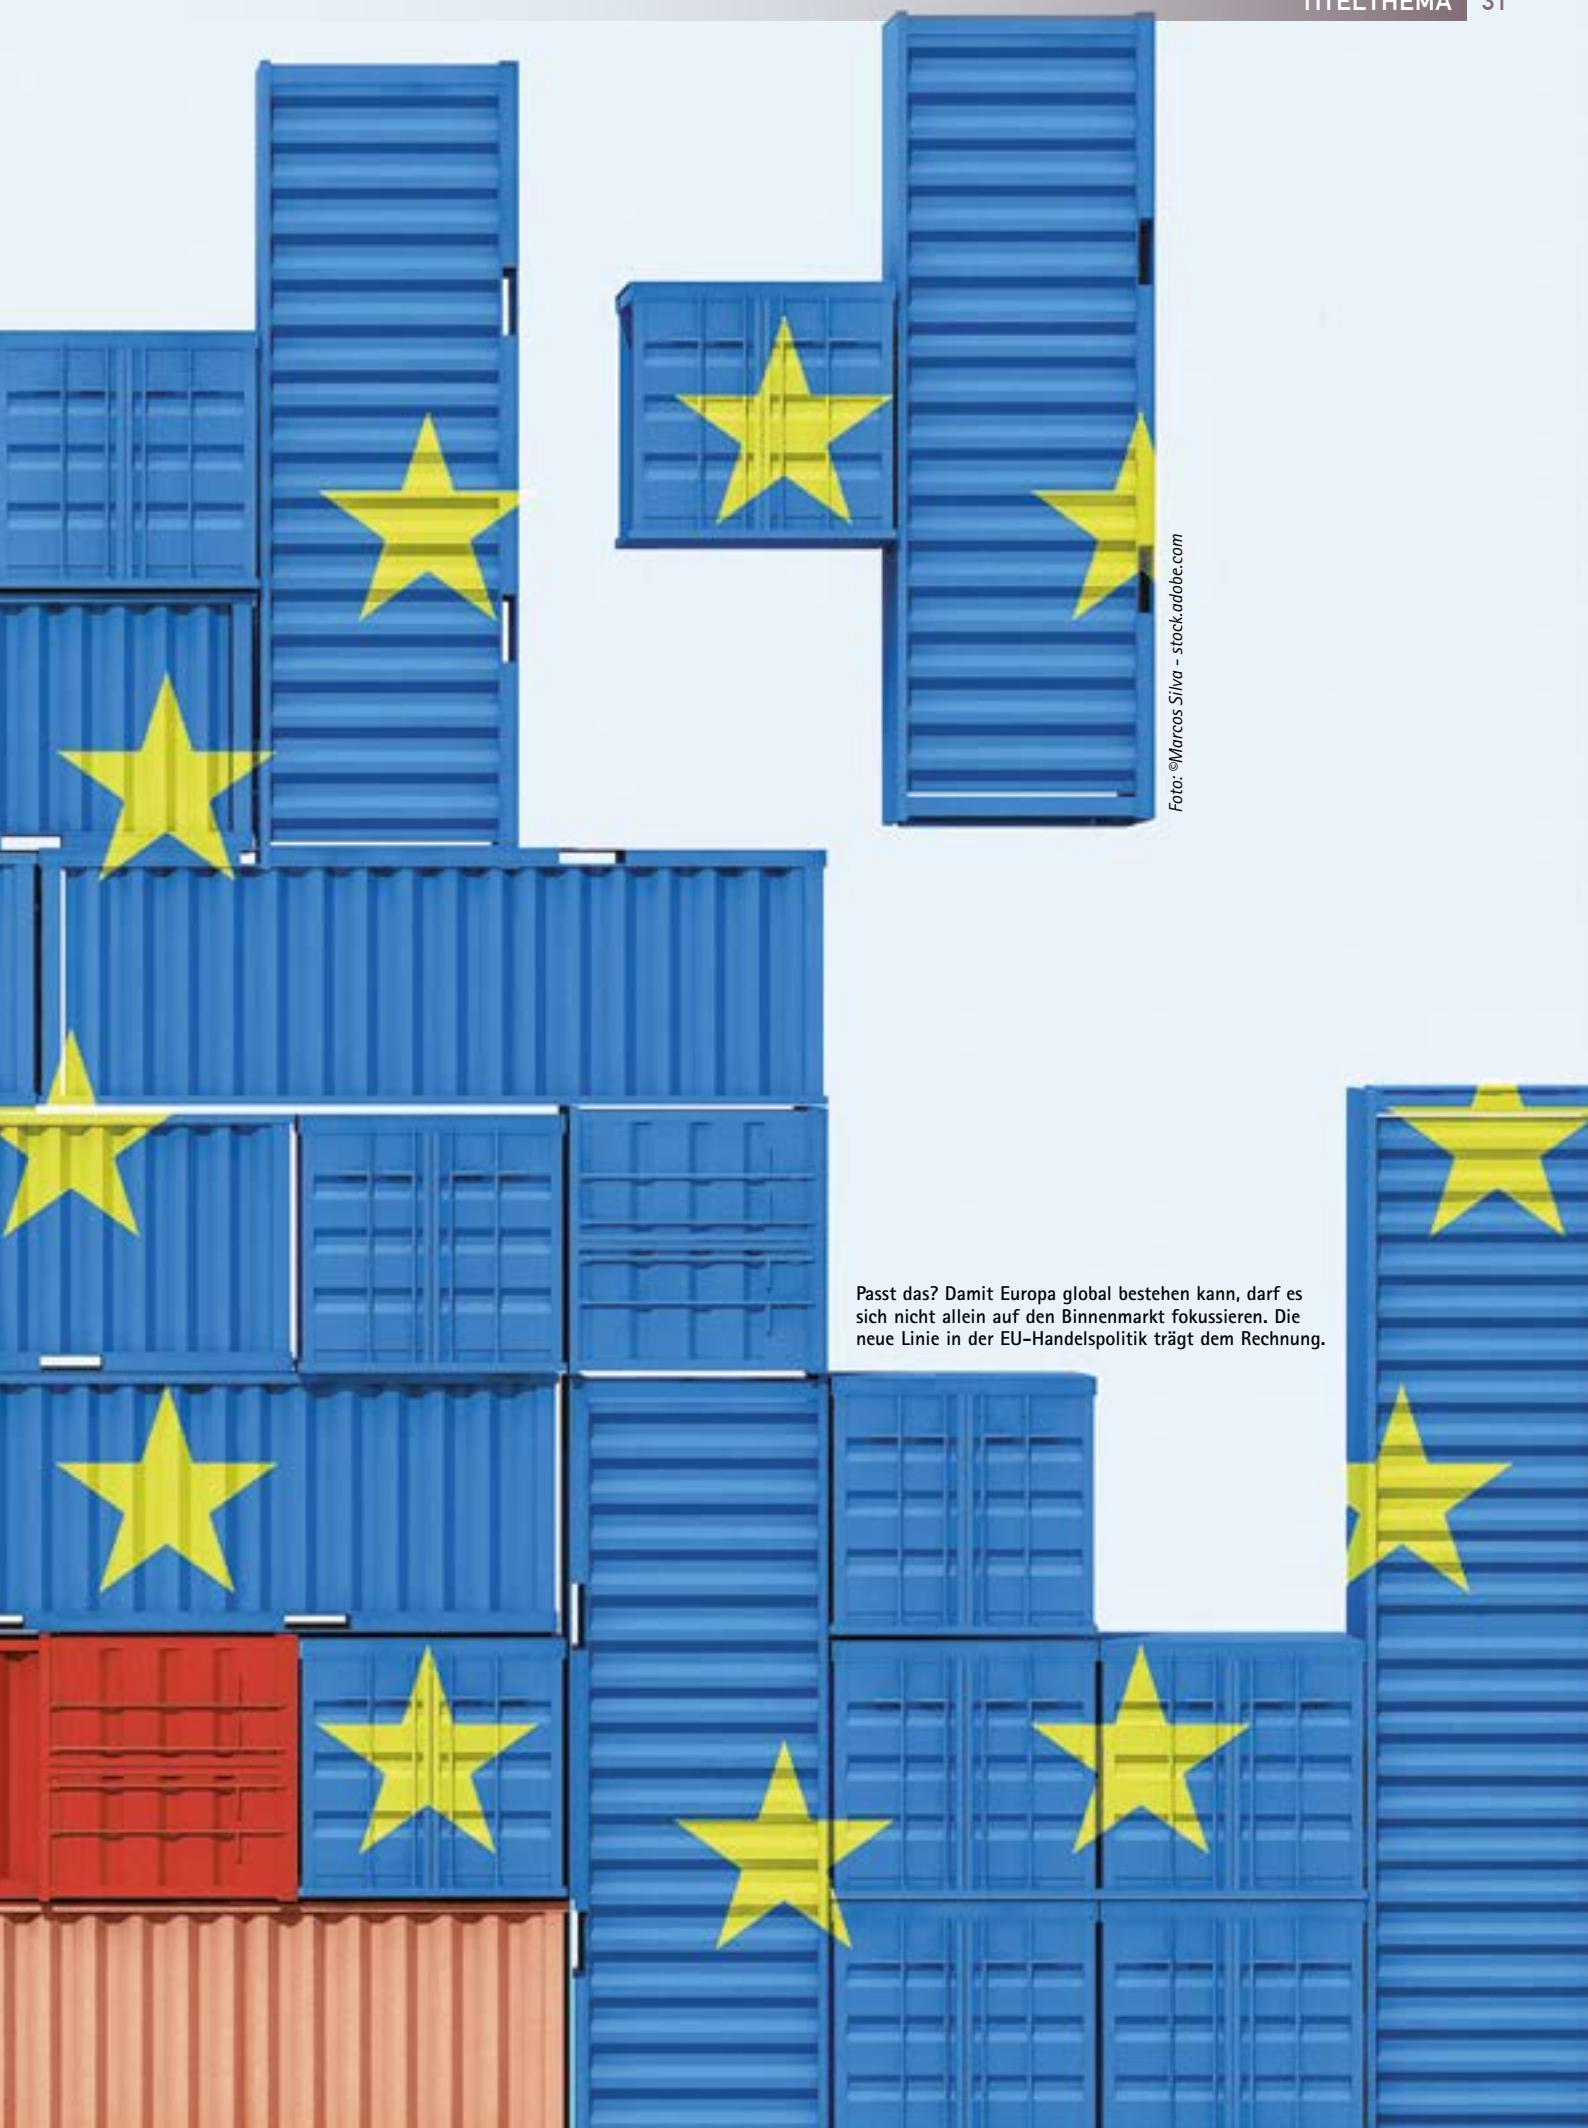 TITELTHEMA 31
Foto: ©Marcos Silva - stock.adobe.com
Passt das? Damit Europa global bestehen kann, darf es
sich nicht allein auf den Binnenmarkt fokussieren. Die
neue Linie in der EU-Handelspolitik trägt dem Rechnung.